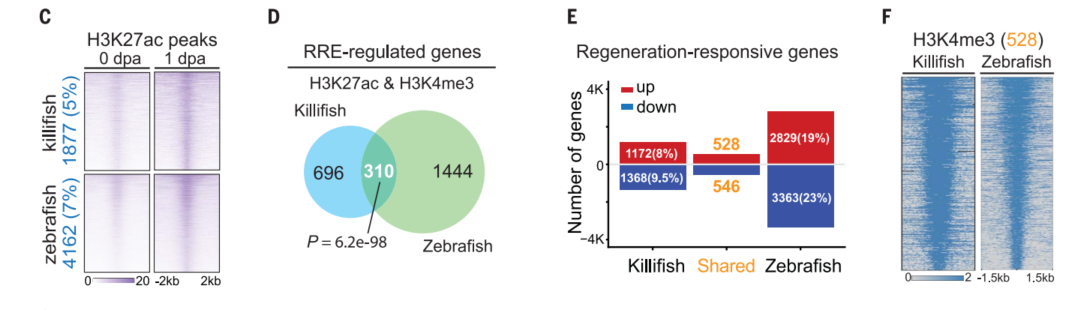 C
H3K27ac peaks
0 dpa 1 dpa
killifish
1877 (5%)
zebrafish
4162 (7%)
0 20 -2kb 2kb
D
RRE-regulated genes
H3K27ac & H3K4me3
Killifish
696 310 1444
P = 6.2e-98
Zebrafish
E
Regeneration-responsive genes
Number of genes
4K
0
−4K
up
down
1172(8%)
528
2829(19%)
1368(9.5%)
546
3363(23%)
Killifish Shared Zebrafish
F
H3K4me3 (528)
Killifish Zebrafish
0 2 -1.5kb 1.5kb